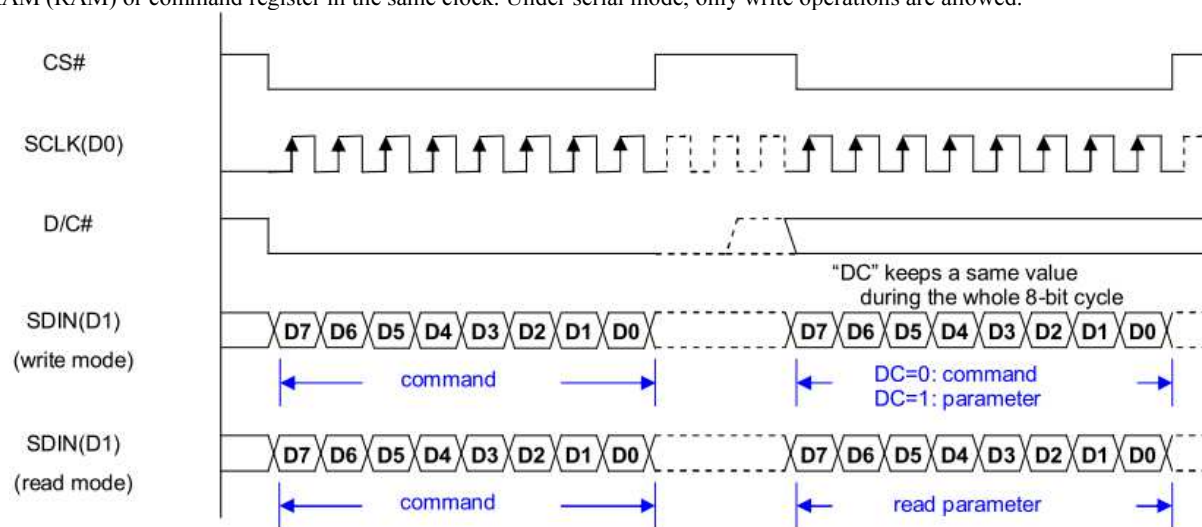 (RAM) or command register in the same clock. Under serial mode, only write operations are allowed.
CS#
SCLK(D0)
D/C#
“DC” keeps a same value
during the whole 8-bit cycle
SDIN(D1)
(write mode)
D7 D6 D5 D4 D3 D2 D1 D0 D7 D6 D5 D4 D3 D2 D1 D0
command
DC=0: command
DC=1: parameter
SDIN(D1)
(read mode)
D7 D6 D5 D4 D3 D2 D1 D0 D7 D6 D5 D4 D3 D2 D1 D0
command read parameter